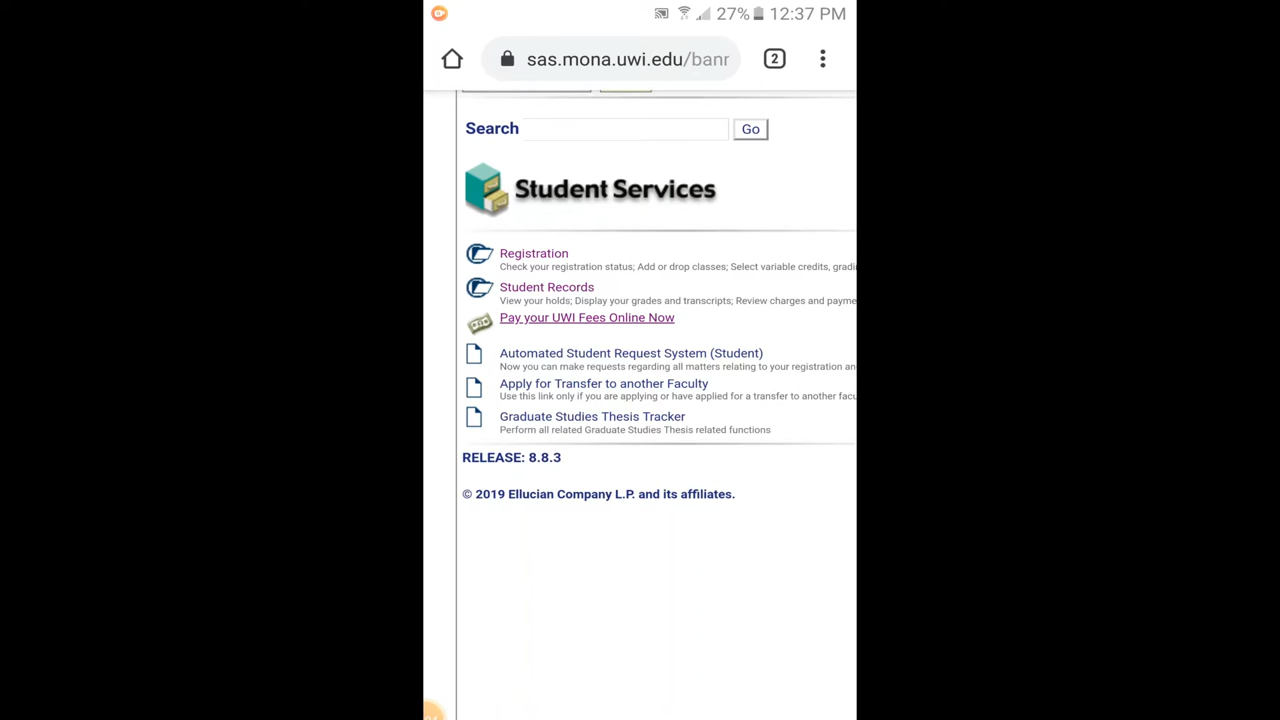 27% 12:37 PM
sas.mona.uwi.edu/banr
2
Search
Go
Student Services
Registration
Check your registration status; Add or drop classes; Select variable credits, gradi
Student Records
View your holds; Display your grades and transcripts; Review charges and payme
Pay your UWI Fees Online Now
Automated Student Request System (Student)
Now you can make requests regarding all matters relating to your registration an
Apply for Transfer to another Faculty
Use this link only if you are applying or have applied for a transfer to another facu
Graduate Studies Thesis Tracker
Perform all related Graduate Studies Thesis related functions
RELEASE: 8.8.3
© 2019 Ellucian Company L.P. and its affiliates.